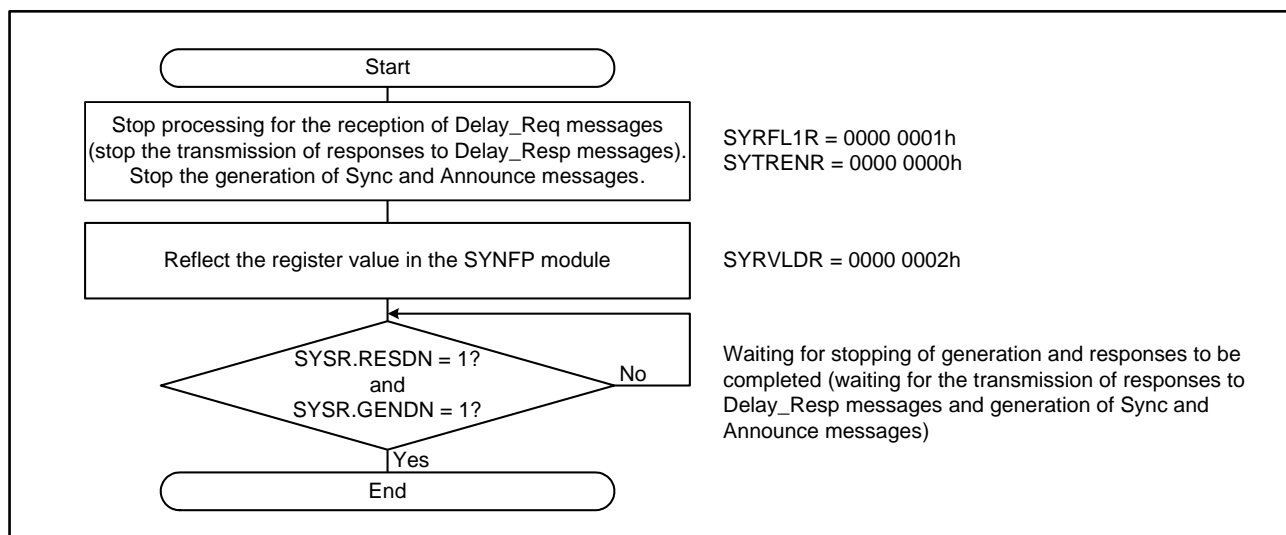 Start
Stop processing for the reception of Delay_Req messages
(stop the transmission of responses to Delay_Resp messages).
Stop the generation of Sync and Announce messages.
SYRFL1R = 0000 0001h
SYTRENR = 0000 0000h
Reflect the register value in the SYNFP module
SYRVLDR = 0000 0002h
SYSR.RESDN = 1?
and
SYSR.GENDN = 1?
No
Waiting for stopping of generation and responses to be
completed (waiting for the transmission of responses to
Delay_Resp messages and generation of Sync and
Announce messages)
Yes
End